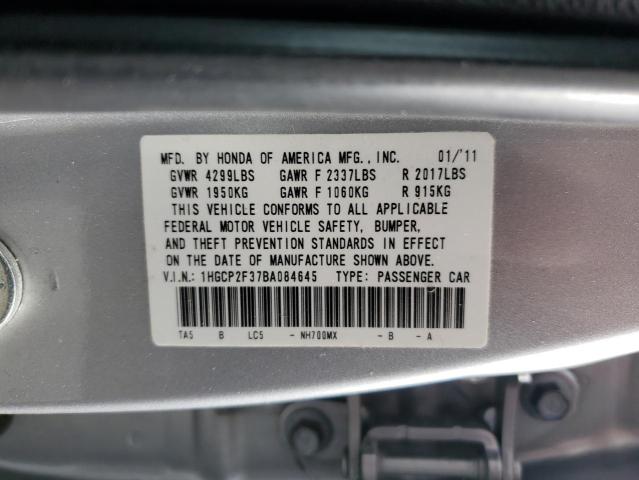 MFD. BY HONDA OF AMERICA MFG., INC. 01/'11
GVWR 4299LBS GAWR F 2337LBS R 2017LBS
GVWR 1950KG GAWR F 1060KG R 915KG
THIS VEHICLE CONFORMS TO ALL APPLICABLE
FEDERAL MOTOR VEHICLE SAFETY, BUMPER,
AND THEFT PREVENTION STANDARDS IN EFFECT
ON THE DATE OF MANUFACTURE SHOWN ABOVE.
V.I.N.: 1HGCP2F37BA084645 TYPE: PASSENGER CAR
TA5 B LC5 - NH700MX - B - A